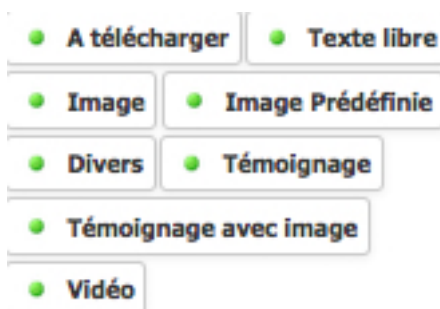 A télécharger Texte libre
Image Image Prédéfinie
Divers Témoignage
Témoignage avec image
Vidéo